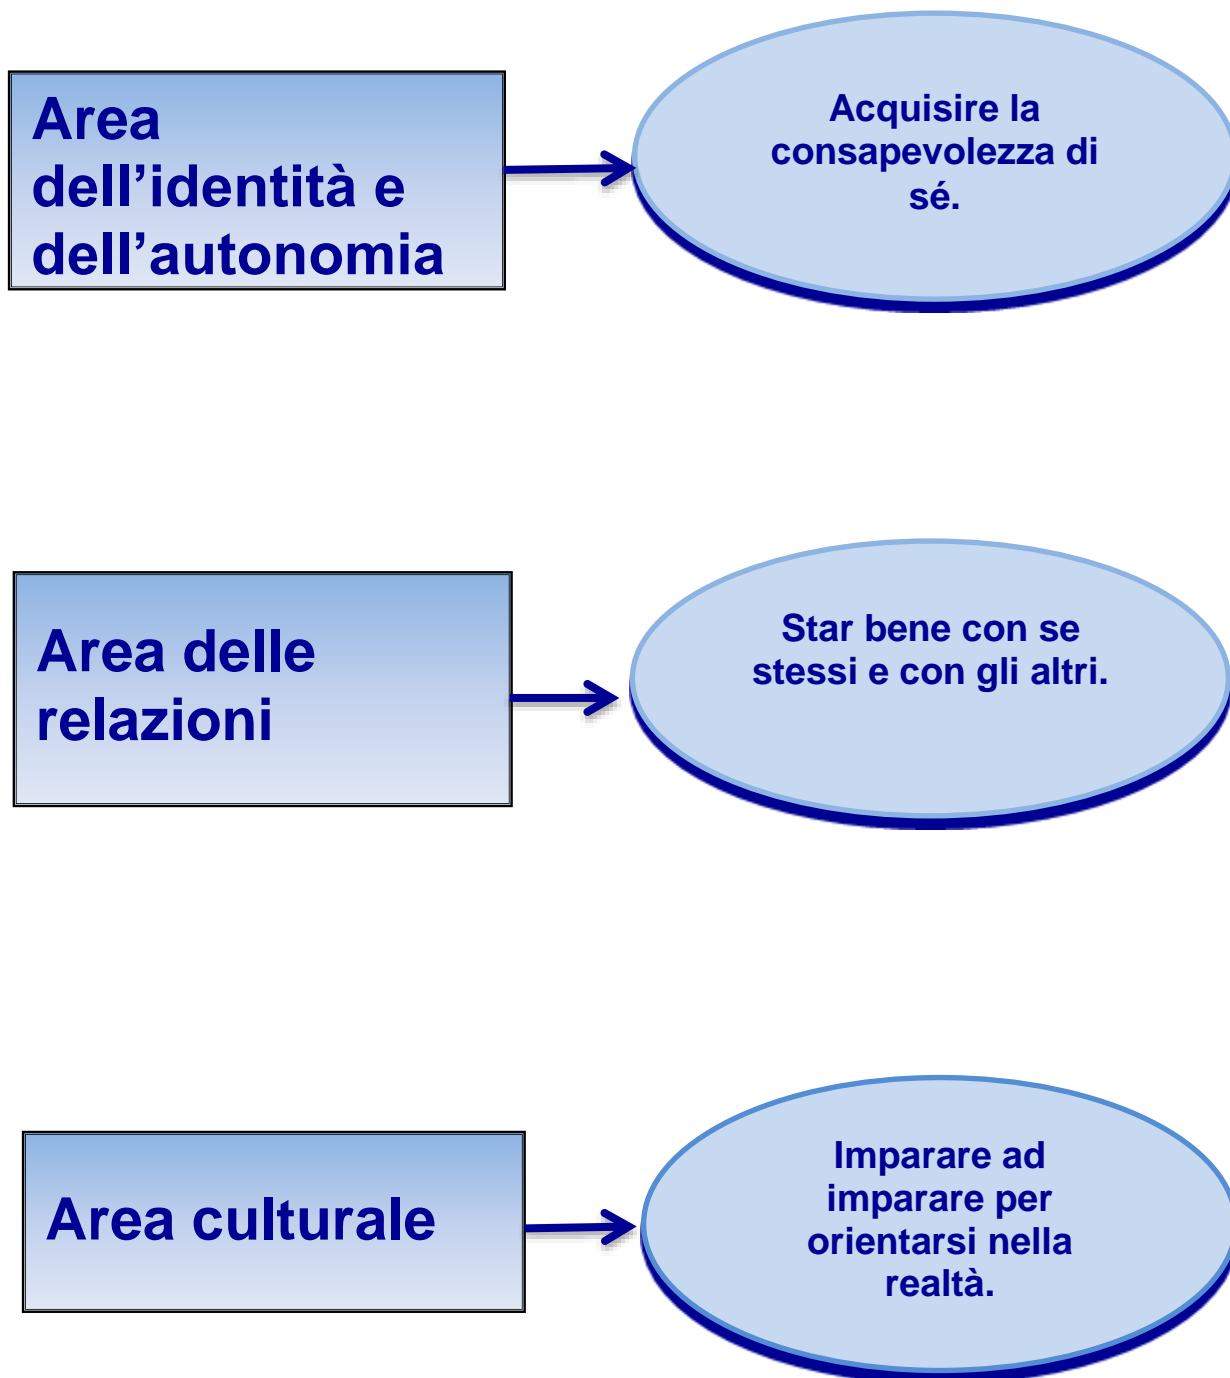 Area
dell’identità e
dell’autonomia
Acquisire la
consapevolezza di
sé.
Area delle
relazioni
Star bene con se
stessi e con gli altri.
Area culturale
Imparare ad
imparare per
orientarsi nella
realtà.